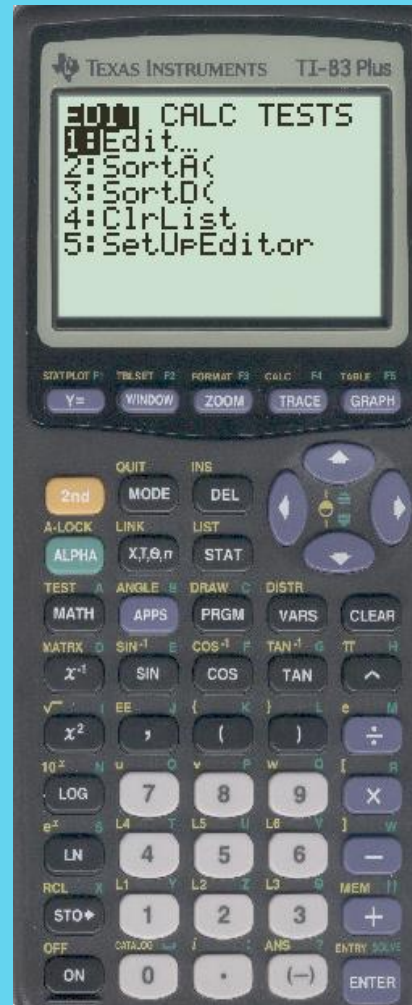 TEXAS INSTRUMENTS TI-83 Plus
EDIT CALC TESTS
1:Edit…
2:SortA(
3:SortD(
4:ClrList
5:SetUpEditor
STAT PLOT F1 TBLSET F2 FORMAT F3 CALC F4 TABLE F5
Y= WINDOW ZOOM TRACE GRAPH
QUIT INS
2nd MODE DEL
A-LOCK LINK LIST
ALPHA X,T,Θ,n STAT
TEST A ANGLE B DRAW C DISTR
MATH APPS PRGM VARS CLEAR
MATRX D SIN-1 E COS-1 F TAN-1 G π H
x-1 SIN COS TAN ^
√ I EE J { K } L e M
x2 , ( ) ÷
10x N u O v P w Q [ R
LOG 7 8 9 ×
ex S L4 T L5 U L6 V ] W
LN 4 5 6 −
RCL X L1 Y L2 Z L3 θ MEM "
STO➧ 1 2 3 +
OFF CATALOG i : ANS ? ENTRY SOLVE
ON 0 . (−) ENTER